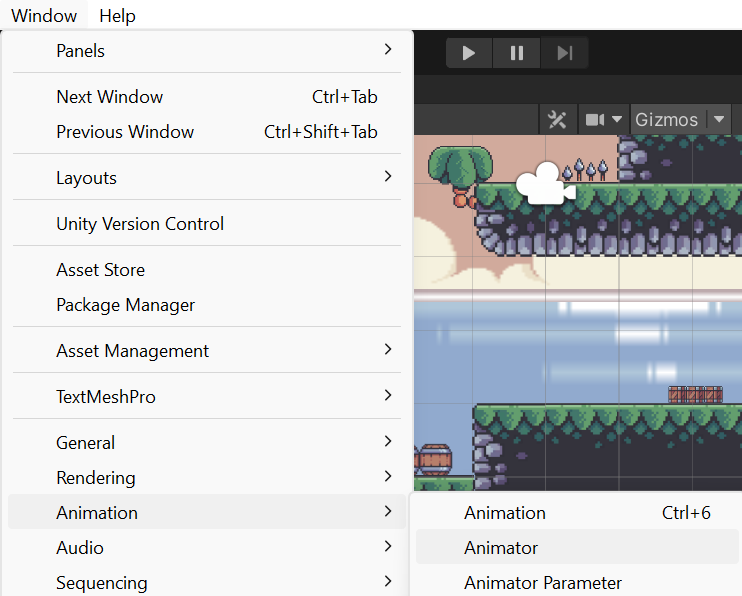 Window Help
Panels
Next Window Ctrl+Tab
Previous Window Ctrl+Shift+Tab
Gizmos
Layouts
Unity Version Control
Asset Store
Package Manager
Asset Management
TextMeshPro
General
Rendering
Animation
Audio
Sequencing
Animation Ctrl+6
Animator
Animator Parameter